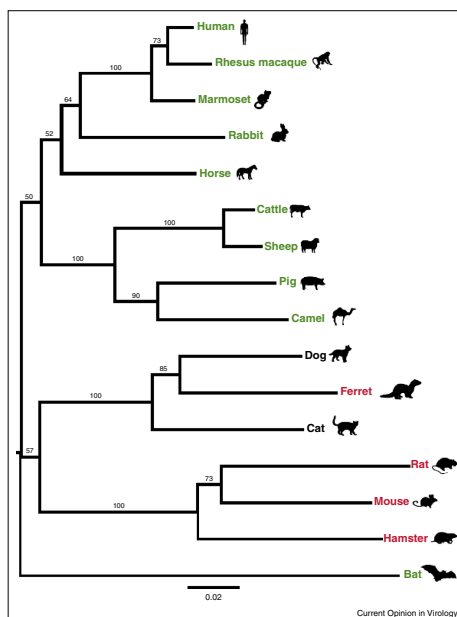 Human
73
Rhesus macaque
100
Marmoset
64
Rabbit
52
Horse
50
Cattle
100
Sheep
100
Pig
90
Camel
Dog
85
Ferret
100
Cat
57
Rat
73
Mouse
100
Hamster
Bat
0.02
Current Opinion in Virology